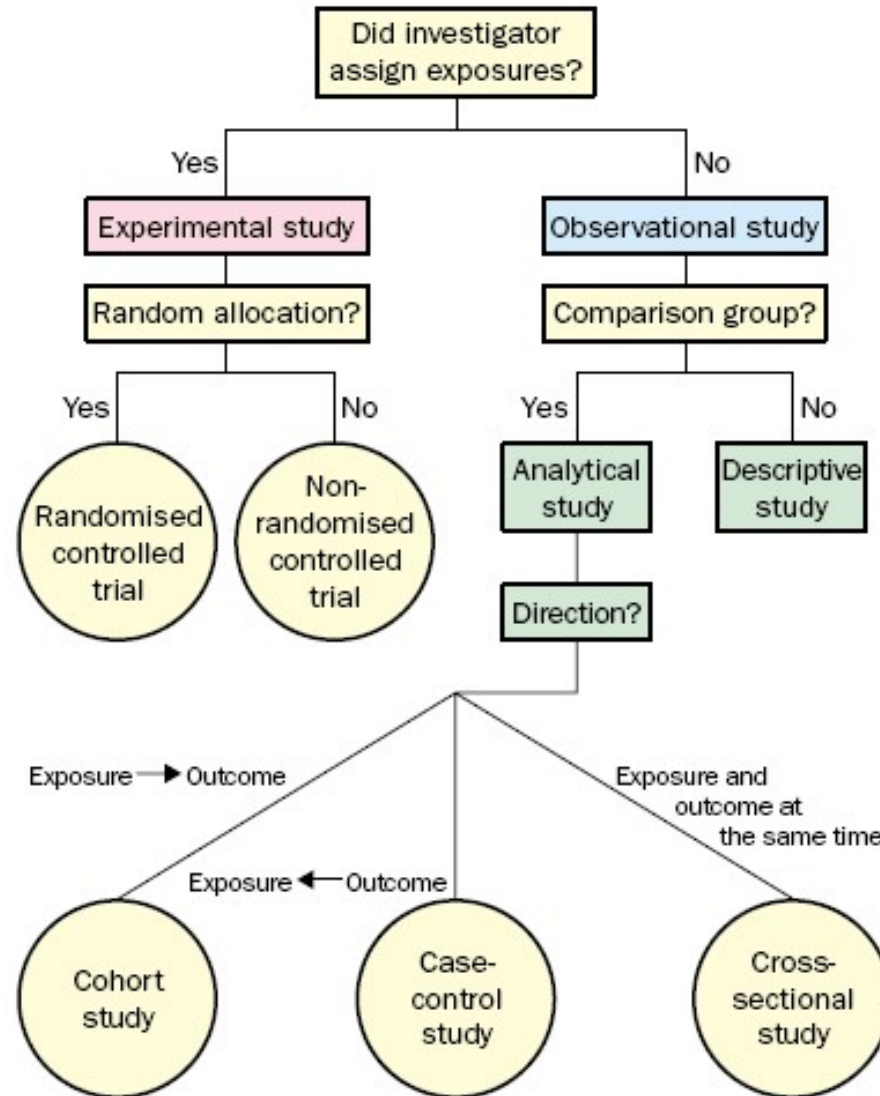 Did investigator
assign exposures?
Yes
No
Experimental study
Observational study
Random allocation?
Comparison group?
Yes
No
Yes
No
Randomised
controlled
trial
Non-
randomised
controlled
trial
Analytical
study
Descriptive
study
Direction?
Exposure → Outcome
Exposure ← Outcome
Exposure and
outcome at
the same time
Cohort
study
Case-
control
study
Cross-
sectional
study